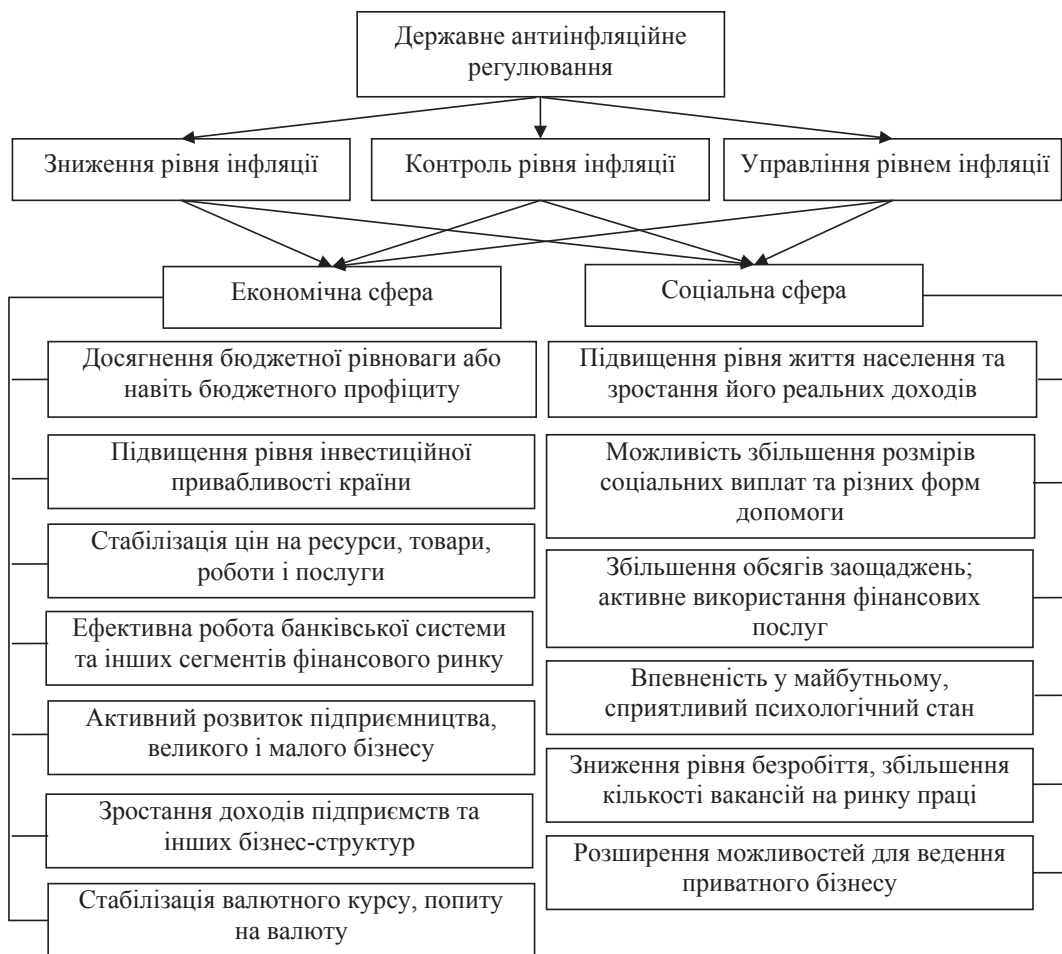 Державне антиінфляційне
регулювання
Зниження рівня інфляції
Контроль рівня інфляції
Управління рівнем інфляції
Економічна сфера
Соціальна сфера
Досягнення бюджетної рівноваги або
навіть бюджетного профіциту
Підвищення рівня інвестиційної
привабливості країни
Стабілізація цін на ресурси, товари,
роботи і послуги
Ефективна робота банківської системи
та інших сегментів фінансового ринку
Активний розвиток підприємництва,
великого і малого бізнесу
Зростання доходів підприємств та
інших бізнес-структур
Стабілізація валютного курсу, попиту
на валюту
Підвищення рівня життя населення та
зростання його реальних доходів
Можливість збільшення розмірів
соціальних виплат та різних форм
допомоги
Збільшення обсягів заощаджень;
активне використання фінансових
послуг
Впевненість у майбутньому,
сприятливий психологічний стан
Зниження рівня безробіття, збільшення
кількості вакансій на ринку праці
Розширення можливостей для ведення
приватного бізнесу